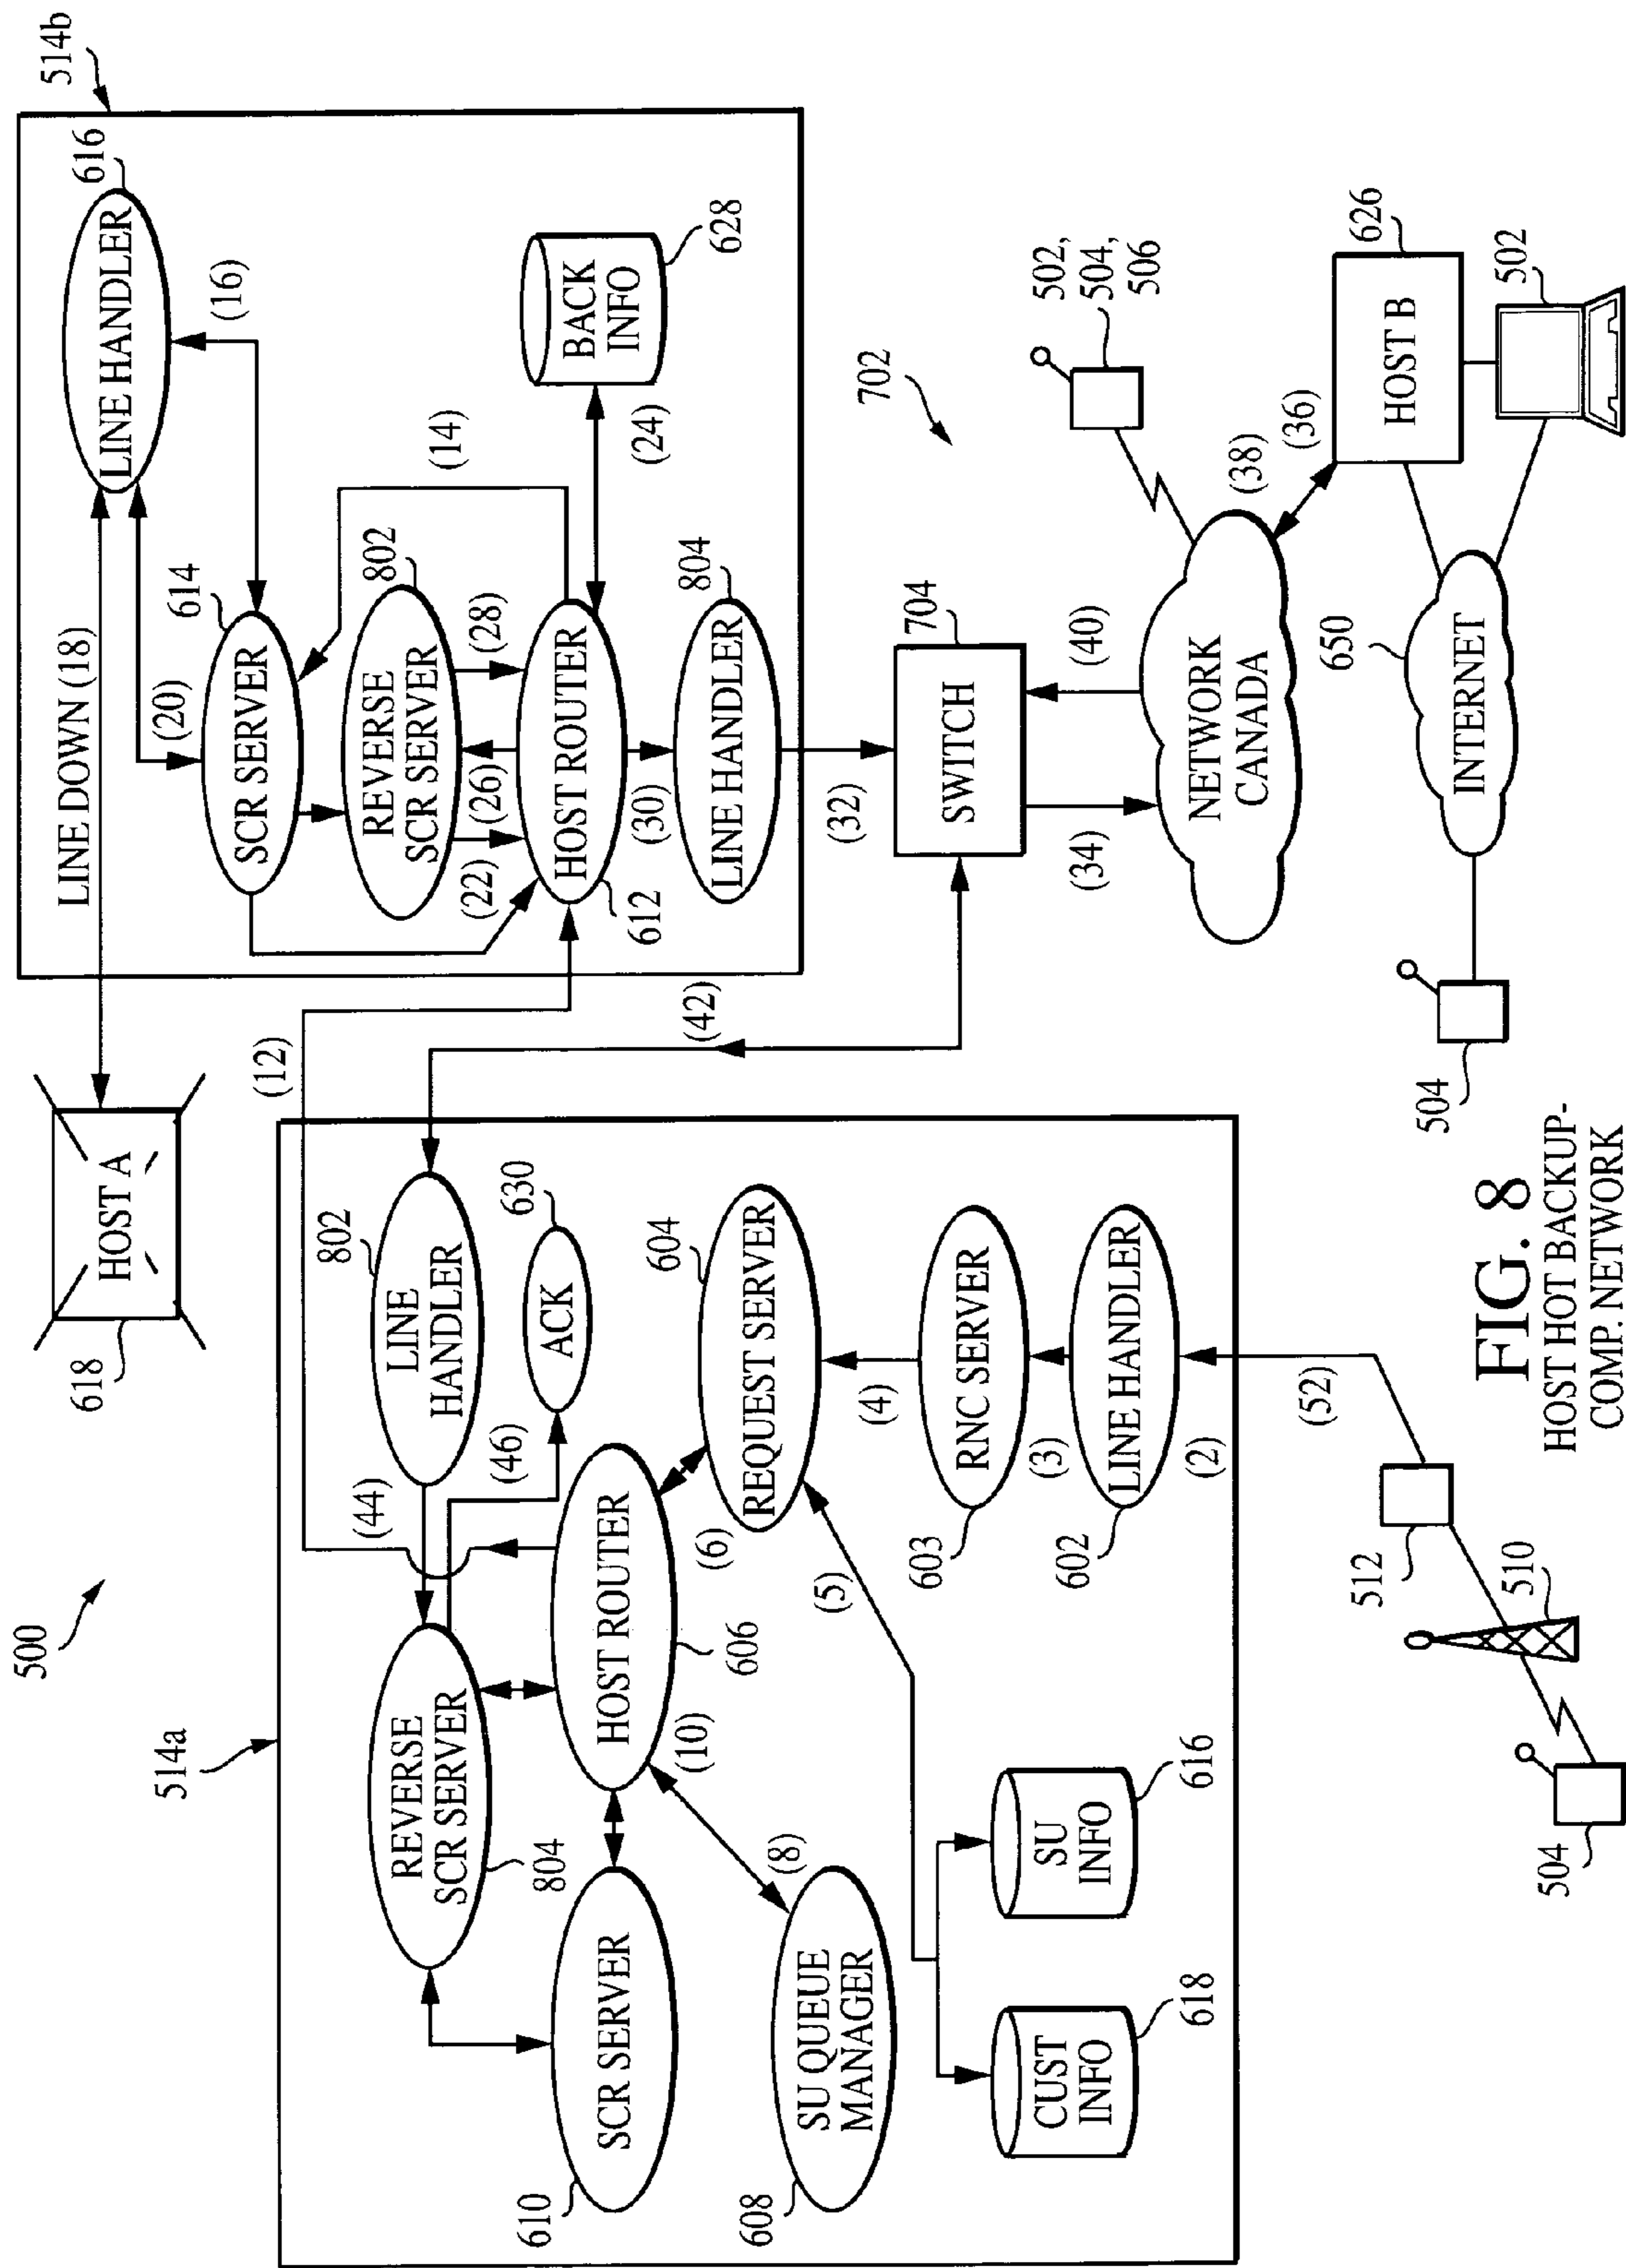 500
514a
514b
618
HOST A
LINE DOWN (18)
LINE HANDLER
616
(20)
(16)
614
SCR SERVER
REVERSE
SCR SERVER
802
(14)
(22)
(26)
(28)
HOST ROUTER
612
(24)
BACK
INFO
628
(30)
LINE HANDLER
804
(12)
(42)
802
LINE
HANDLER
(44)
(46)
630
ACK
REVERSE
SCR SERVER
804
HOST ROUTER
606
610
SCR SERVER
(10)
(8)
608
SU QUEUE
MANAGER
(6)
604
REQUEST SERVER
(5)
(4)
603
RNC SERVER
(3)
602
LINE HANDLER
(2)
CUST
INFO
618
SU
INFO
616
(52)
512
510
504
(32)
704
SWITCH
(34)
(40)
702
NETWORK
CANADA
502,
504,
506
(38)
(36)
626
HOST B
502
650
INTERNET
504
FIG. 8
HOST HOT BACKUP-
COMP. NETWORK